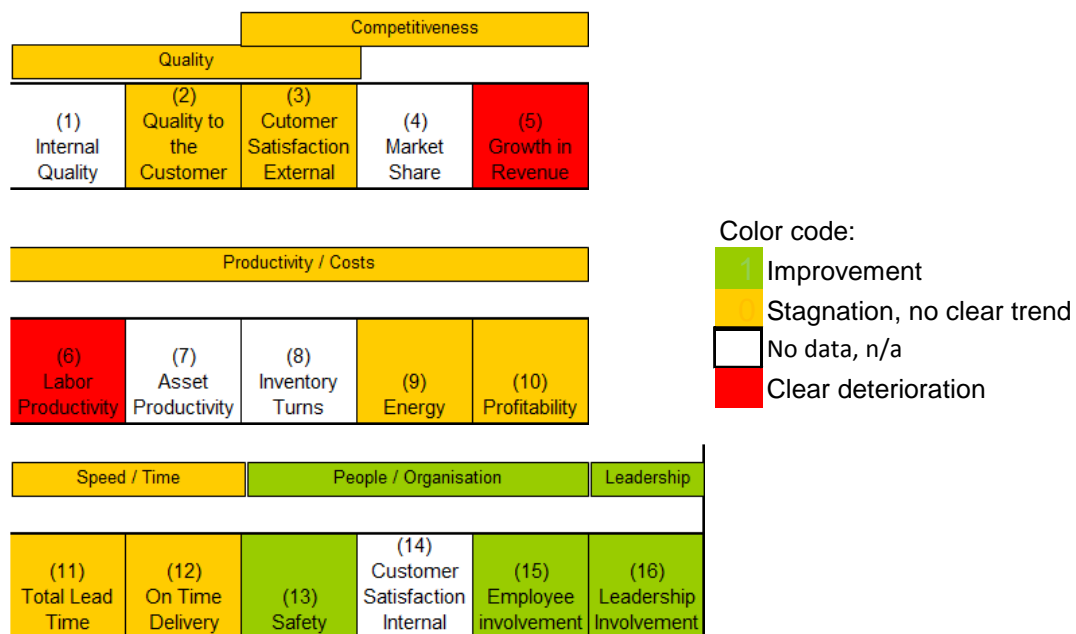 Competitiveness
Quality
(1)
Internal
Quality
(2)
Quality to
the
Customer
(3)
Cutomer
Satisfaction
External
(4)
Market
Share
(5)
Growth in
Revenue
Productivity / Costs
(6)
Labor
Productivity
(7)
Asset
Productivity
(8)
Inventory
Turns
(9)
Energy
(10)
Profitability
Color code:
1 Improvement
0 Stagnation, no clear trend
No data, n/a
Clear deterioration
Speed / Time
People / Organisation
Leadership
(11)
Total Lead
Time
(12)
On Time
Delivery
(13)
Safety
(14)
Customer
Satisfaction
Internal
(15)
Employee
involvement
(16)
Leadership
Involvement